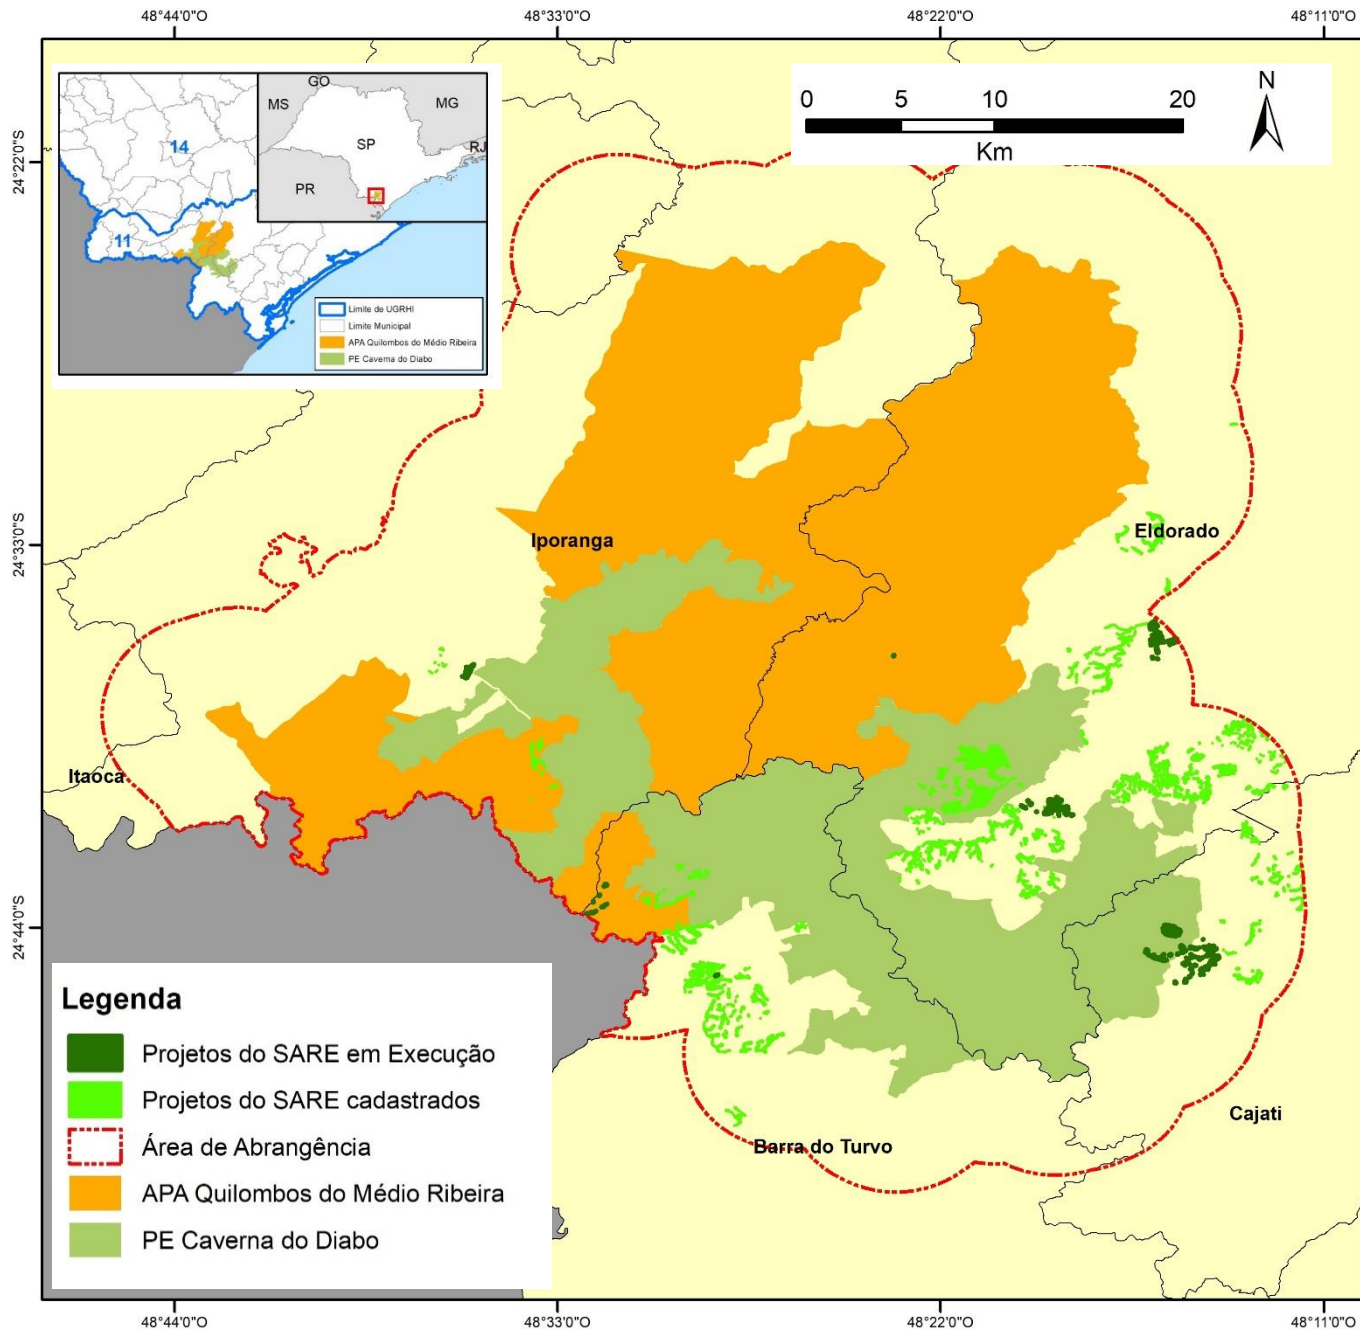 48°44'0"O
48°33'0"O
48°22'0"O
48°11'0"O
24°22'0"S
24°33'0"S
24°44'0"S
GO
MS
MG
SP
RJ
PR
14
11
Limite de UGRHI
Limite Municipal
APA Quilombos do Médio Ribeira
PE Caverna do Diabo
0 5 10 20
Km
N
Iporanga
Eldorado
Itaoca
Cajati
Barra do Turvo
Legenda
Projetos do SARE em Execução
Projetos do SARE cadastrados
Área de Abrangência
APA Quilombos do Médio Ribeira
PE Caverna do Diabo
48°44'0"O
48°33'0"O
48°22'0"O
48°11'0"O